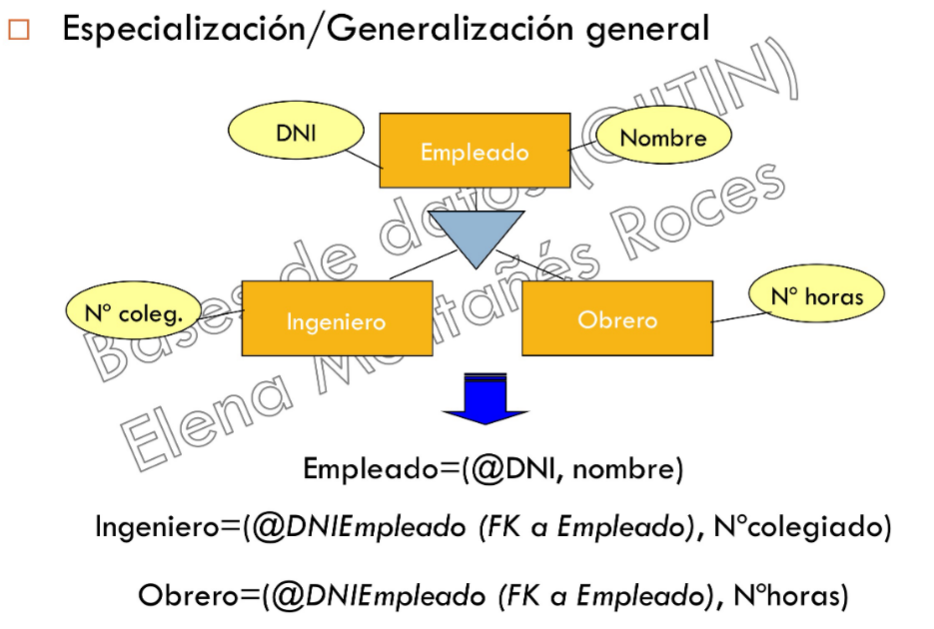 Especialización/Generalización general
DNI
Empleado
Nombre
Nº coleg.
Ingeniero
Obrero
Nº horas
Bases de datos (GIITIN)
Elena Montañés Roces
Empleado=(@DNI, nombre)
Ingeniero=(@DNIEmpleado (FK a Empleado), Nºcolegiado)
Obrero=(@DNIEmpleado (FK a Empleado), Nºhoras)